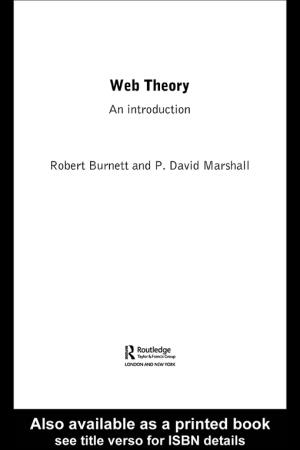 Web Theory
An introduction
Robert Burnett and P. David Marshall
Routledge
Taylor & Francis Group
LONDON AND NEW YORK
Also available as a printed book
see title verso for ISBN details